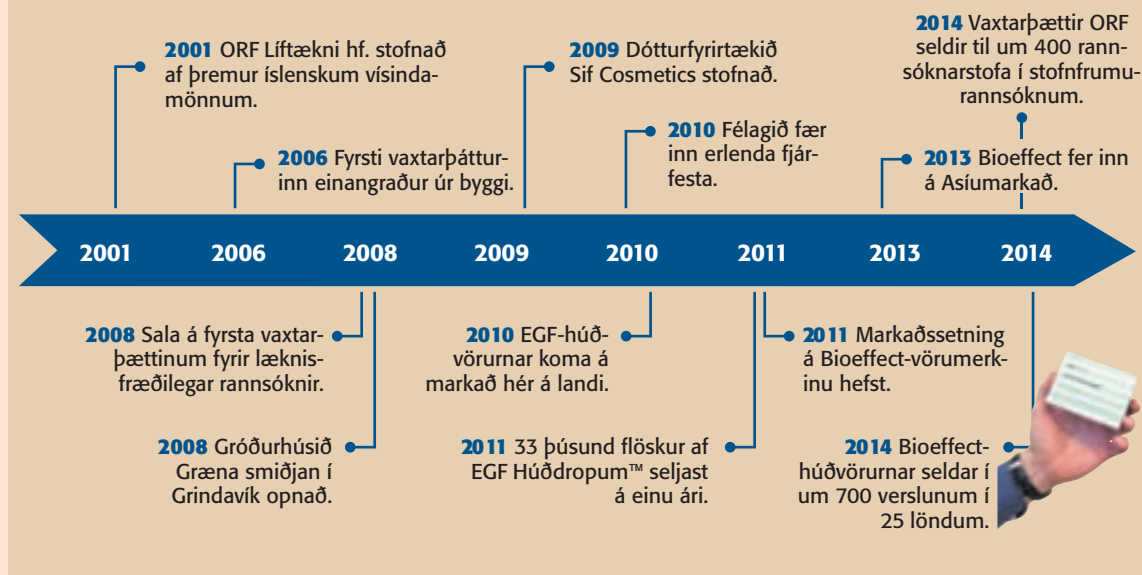 2001 ORF Líftækni hf. stofnað
af þremur íslenskum vísinda-
mönnum.
2006 Fyrsti vaxtarþáttur-
inn einangraður úr byggi.
2009 Dótturfyrirtækið
Sif Cosmetics stofnað.
2010 Félagið fær
inn erlenda fjár-
festa.
2014 Vaxtarþættir ORF
seldir til um 400 rann-
sóknarstofa í stofnfrumu-
rannsóknum.
2013 Bioeffect fer inn
á Asíumarkað.
2001 2006 2008 2009 2010 2011 2013 2014
2008 Sala á fyrsta vaxtar-
þættinum fyrir læknis-
fræðilegar rannsóknir.
2008 Gróðurhúsið
Græna smiðjan í
Grindavík opnað.
2010 EGF-húð-
vörurnar koma á
markað hér á landi.
2011 33 þúsund flöskur af
EGF Húðdropum™ seljast
á einu ári.
2011 Markaðssetning
á Bioeffect-vörumerk-
inu hefst.
2014 Bioeffect-
húðvörurnar seldar í
um 700 verslunum í
25 löndum.